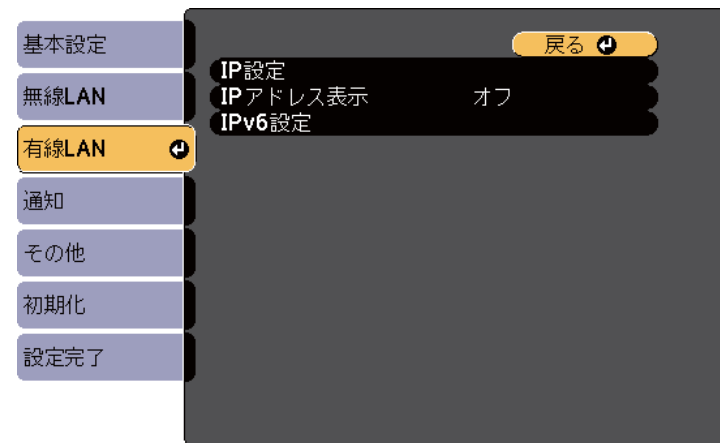 基本設定
無線LAN
有線LAN
通知
その他
初期化
設定完了
戻る
IP設定
IPアドレス表示 オフ
IPv6設定